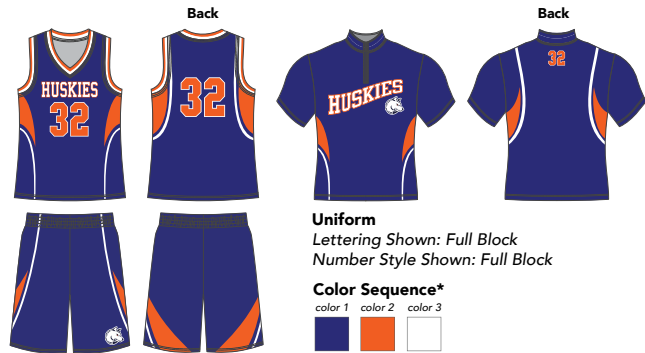 Back
Back
HUSKIES
32
32
HUSKIES
32
Uniform
Lettering Shown: Full Block
Number Style Shown: Full Block
Color Sequence*
color 1 color 2 color 3